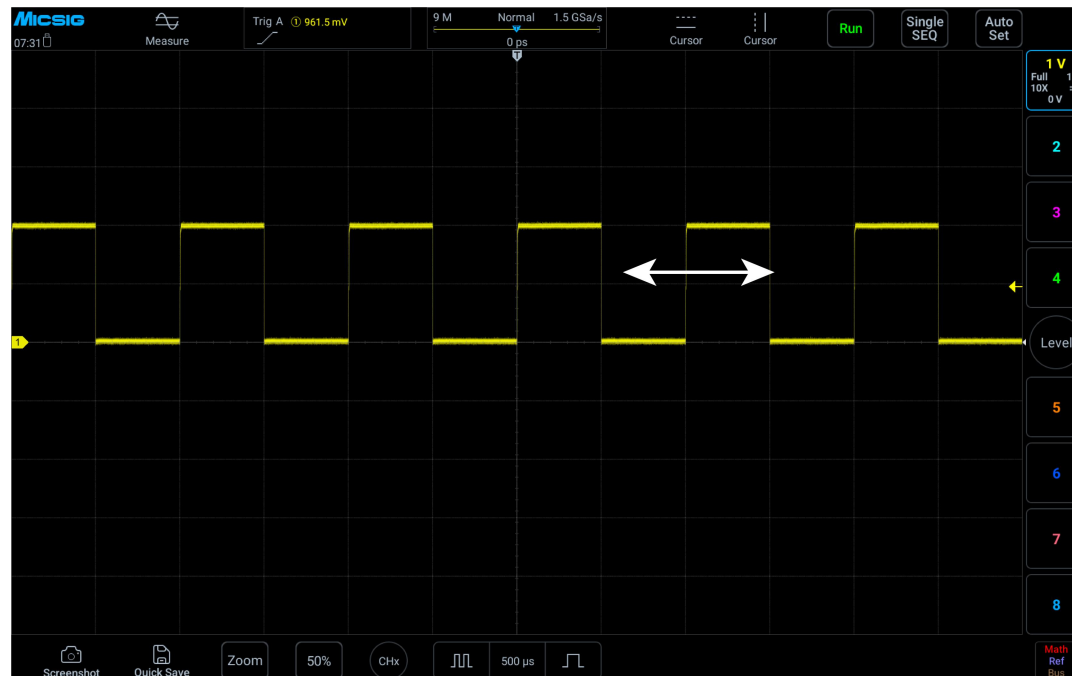 MICSIG
07:31
Measure
Trig A ① 961.5 mV
9 M Normal 1.5 GSa/s
0 ps
T
Cursor
Cursor
Run
Single
SEQ
Auto
Set
1 V
Full 1
10X
0 V
2
3
4
1
Level
5
6
7
8
Screenshot
Quick Save
Zoom
50%
CHx
500 µs
Math
Ref
Bus